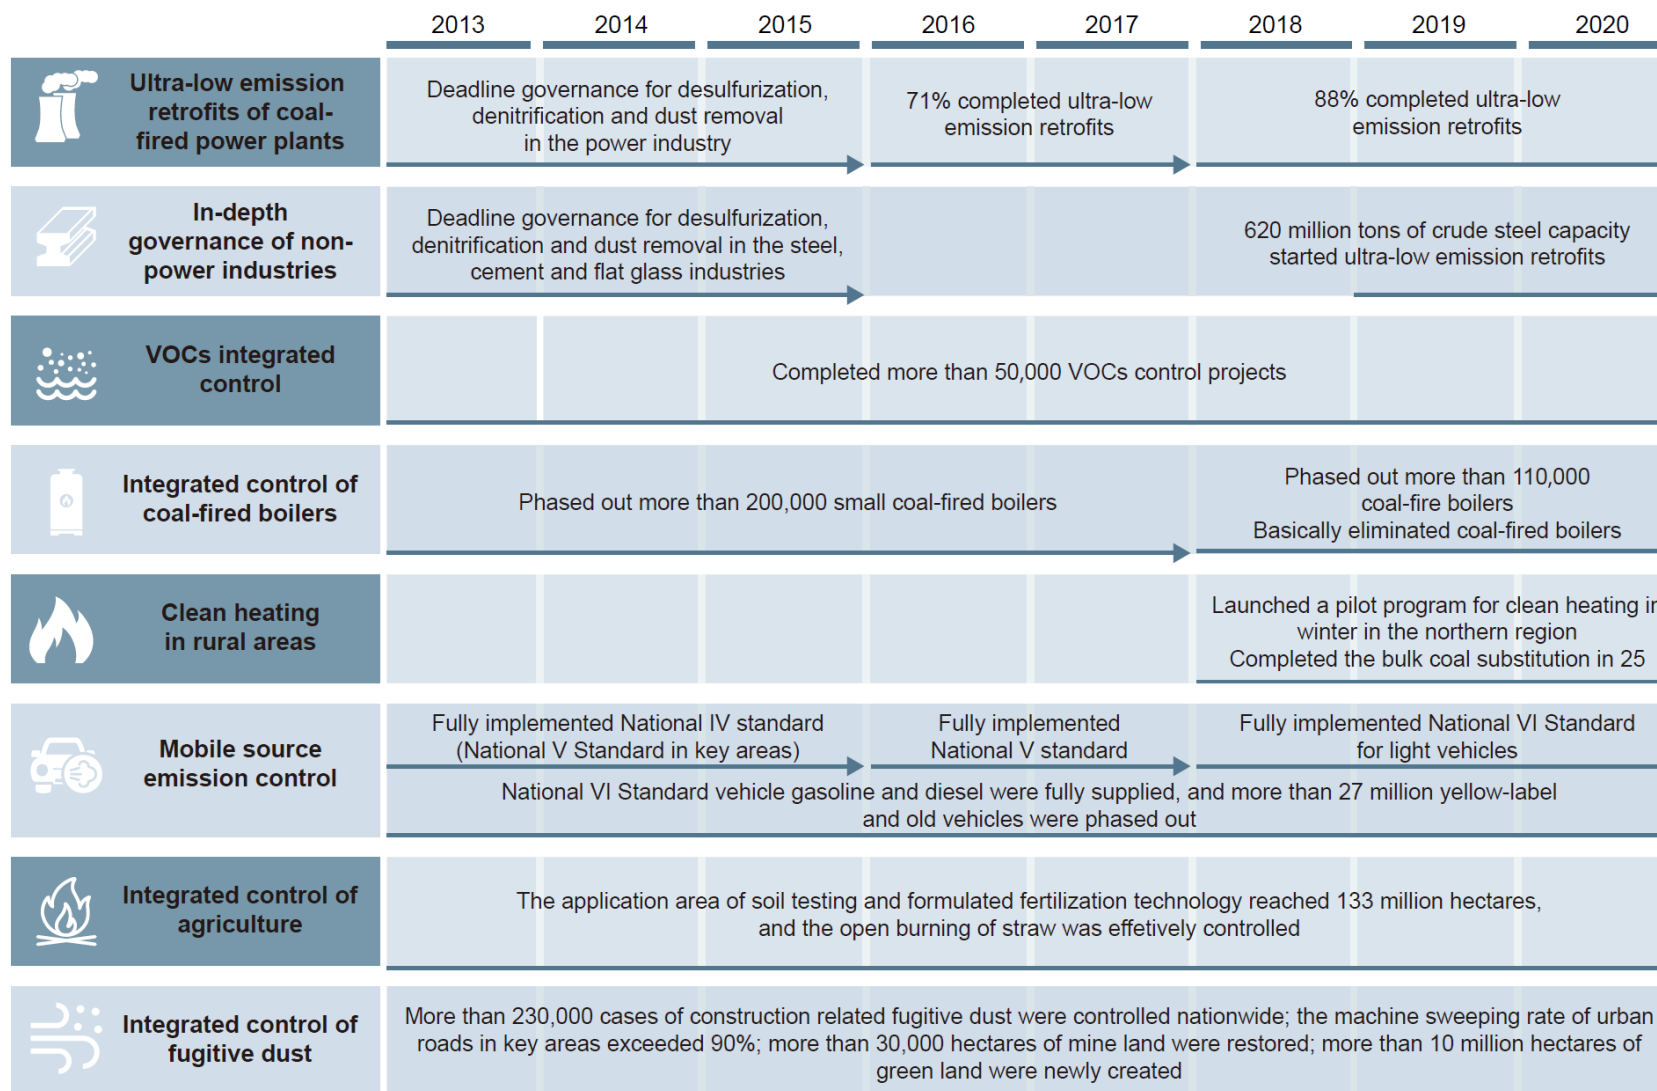 2013 2014 2015 2016 2017 2018 2019 2020
Ultra-low emission
retrofits of coal-
fired power plants
Deadline governance for desulfurization,
denitrification and dust removal
in the power industry
71% completed ultra-low
emission retrofits
88% completed ultra-low
emission retrofits
In-depth
governance of non-
power industries
Deadline governance for desulfurization,
denitrification and dust removal in the steel,
cement and flat glass industries
620 million tons of crude steel capacity
started ultra-low emission retrofits
VOCs integrated
control
Completed more than 50,000 VOCs control projects
Integrated control of
coal-fired boilers
Phased out more than 200,000 small coal-fired boilers
Phased out more than 110,000
coal-fire boilers
Basically eliminated coal-fired boilers
Clean heating
in rural areas
Launched a pilot program for clean heating in
winter in the northern region
Completed the bulk coal substitution in 25
Mobile source
emission control
Fully implemented National IV standard
(National V Standard in key areas)
Fully implemented
National V standard
Fully implemented National VI Standard
for light vehicles
National VI Standard vehicle gasoline and diesel were fully supplied, and more than 27 million yellow-label
and old vehicles were phased out
Integrated control of
agriculture
The application area of soil testing and formulated fertilization technology reached 133 million hectares,
and the open burning of straw was effetively controlled
Integrated control of
fugitive dust
More than 230,000 cases of construction related fugitive dust were controlled nationwide; the machine sweeping rate of urban
roads in key areas exceeded 90%; more than 30,000 hectares of mine land were restored; more than 10 million hectares of
green land were newly created